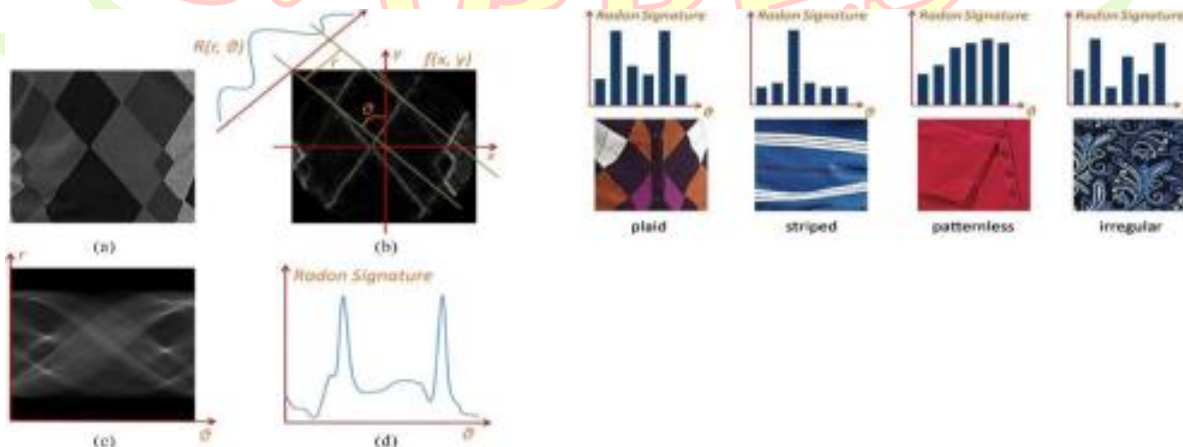 R(r, θ)
f(x, y)
r
y
θ
x
(a)
(b)
r
θ
(c)
Radon Signature
θ
(d)
Radon Signature
θ
plaid
Radon Signature
θ
striped
Radon Signature
θ
patternless
Radon Signature
irregular